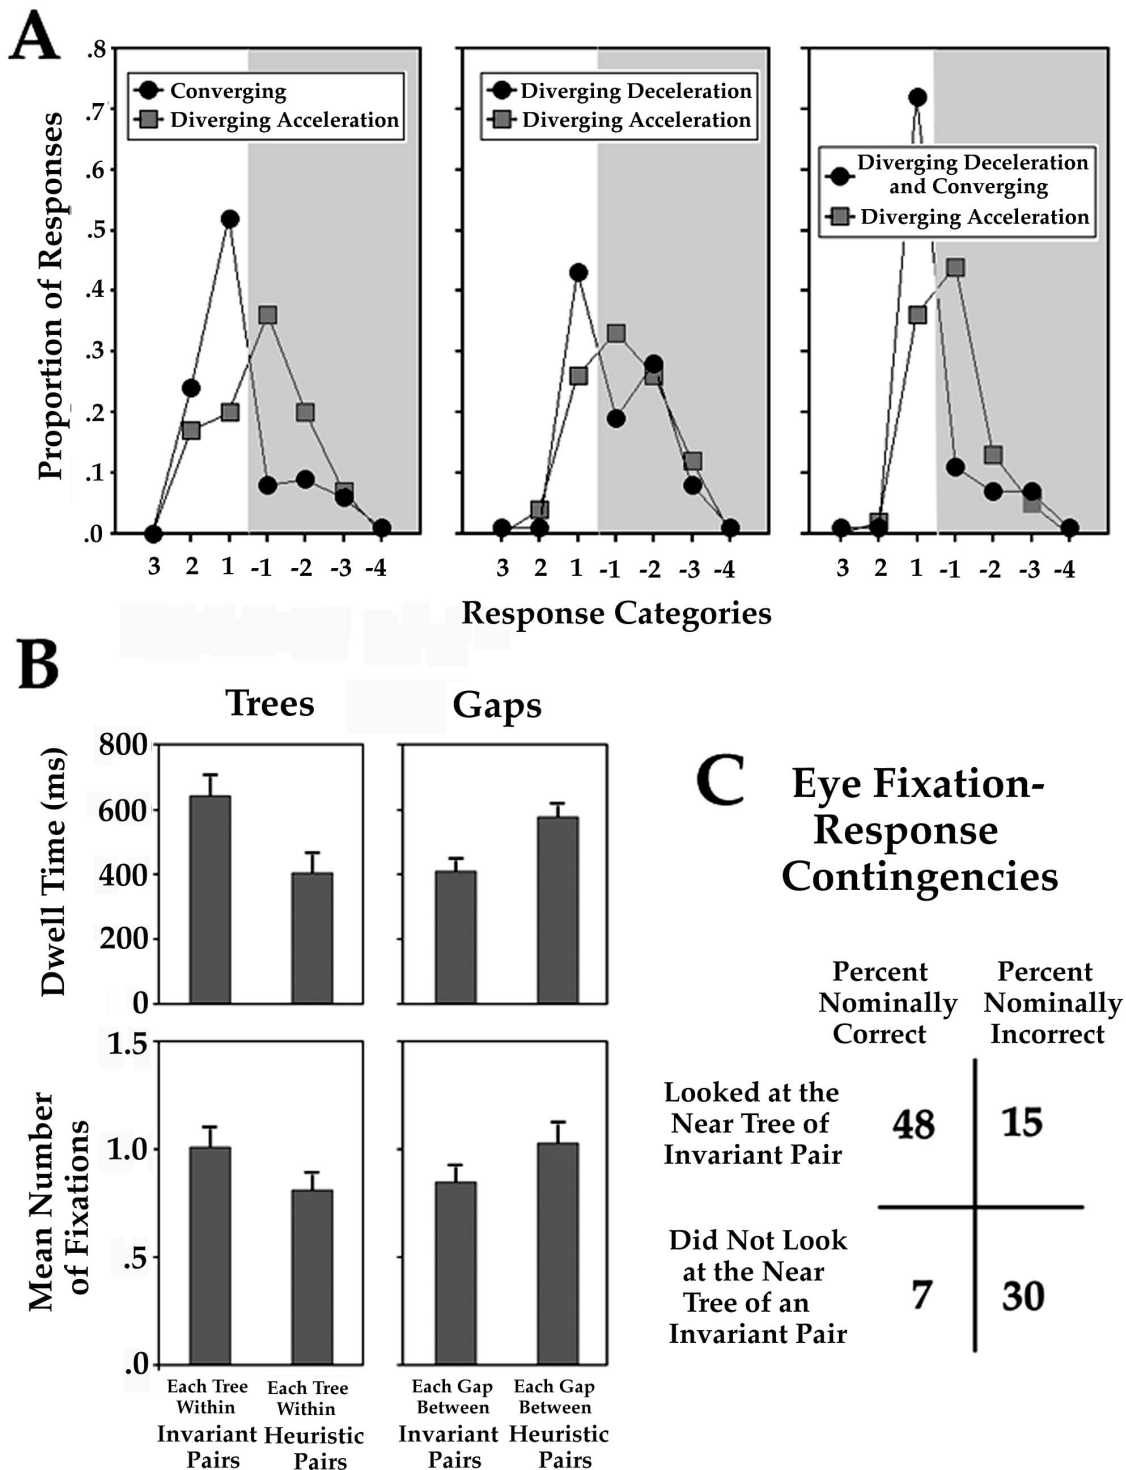 A
Proportion of Responses
.8
.7
.6
.5
.4
.3
.2
.1
.0
Converging
Diverging Acceleration
3 2 1 -1 -2 -3 -4
Diverging Deceleration
Diverging Acceleration
3 2 1 -1 -2 -3 -4
Diverging Deceleration
and Converging
Diverging Acceleration
3 2 1 -1 -2 -3 -4
Response Categories
B
Trees
Gaps
Dwell Time (ms)
800
600
400
200
0
Mean Number
of Fixations
1.5
1.0
.5
.0
Each Tree
Within
Invariant
Pairs
Each Tree
Within
Heuristic
Pairs
Each Gap
Between
Invariant
Pairs
Each Gap
Between
Heuristic
Pairs
C
Eye Fixation-
Response
Contingencies
Percent
Nominally
Correct
Percent
Nominally
Incorrect
Looked at the
Near Tree of
Invariant Pair
48
15
Did Not Look
at the Near
Tree of an
Invariant Pair
7
30